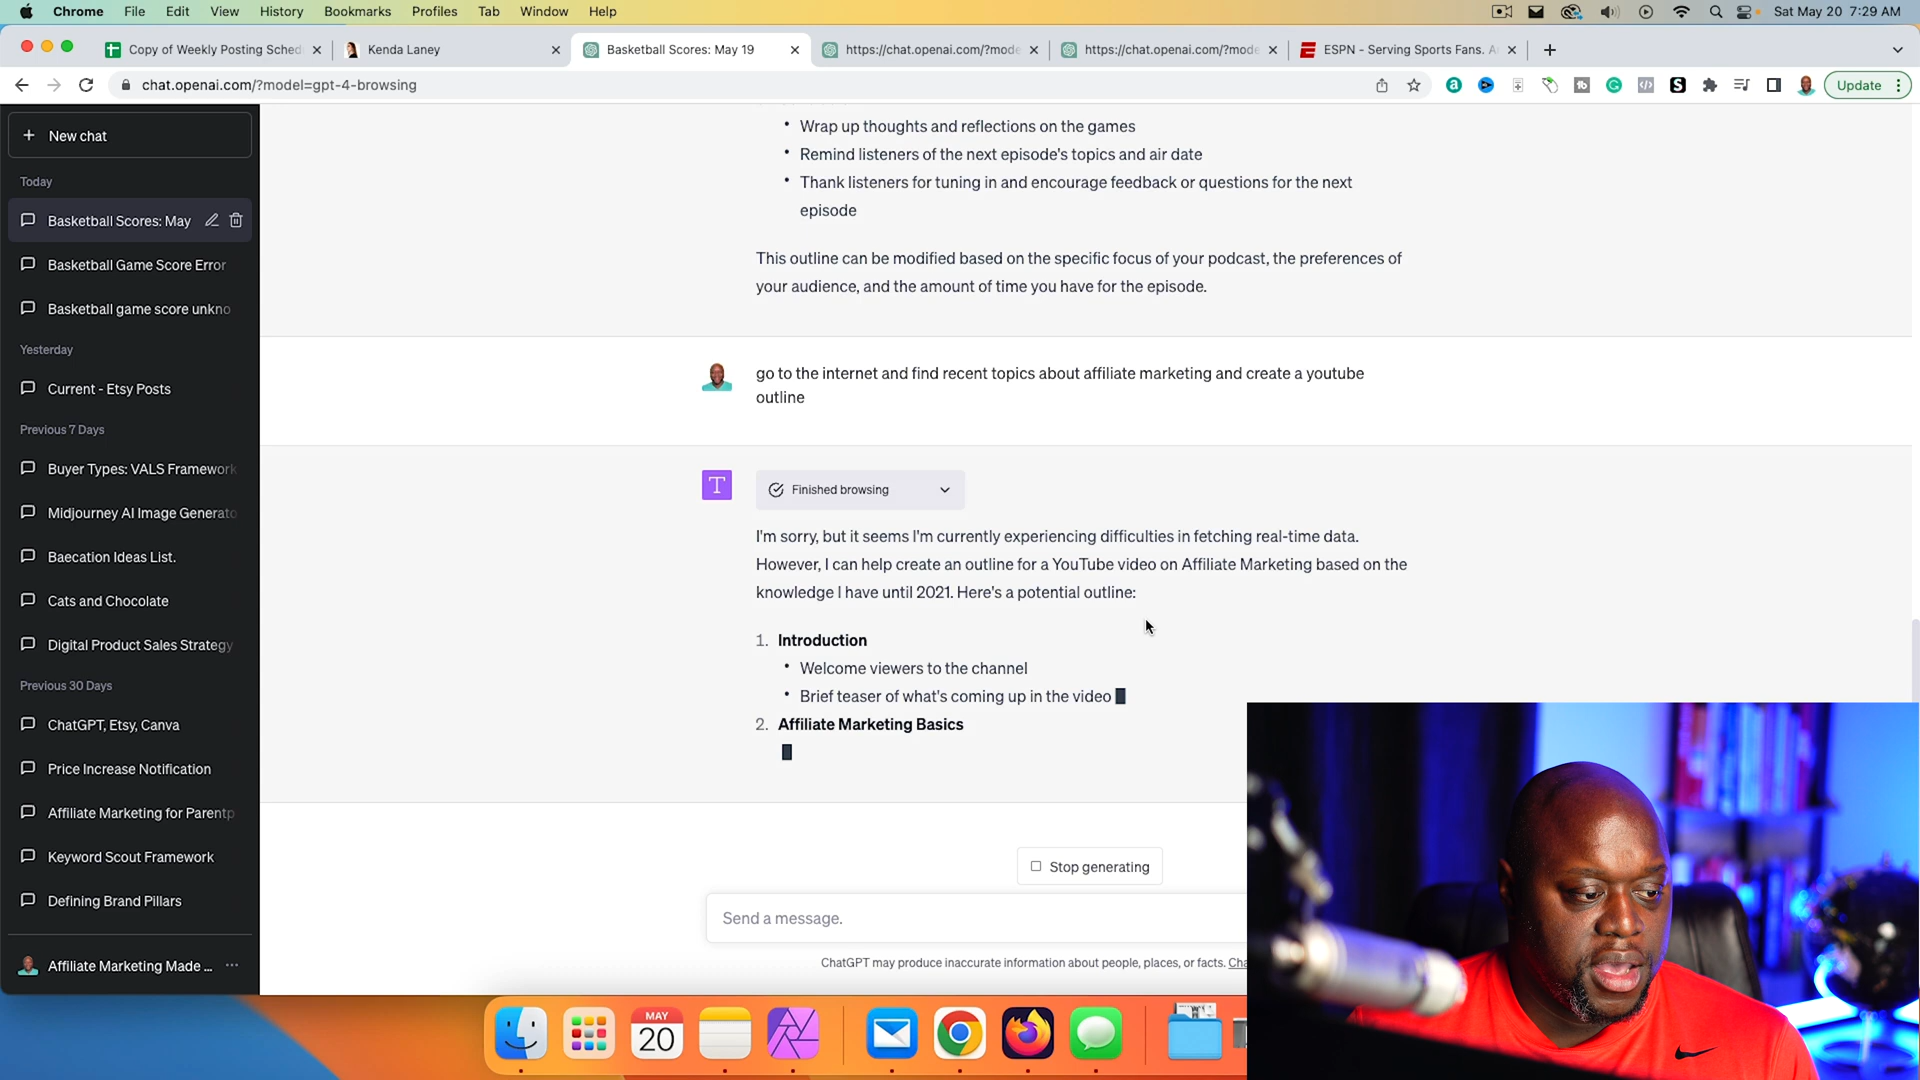 Chrome File Edit View History Bookmarks Profiles Tab Window Help
Sat May 20 7:29 AM
Copy of Weekly Posting Sched
Kenda Laney
Basketball Scores: May 19
https://chat.openai.com/?mode
https://chat.openai.com/?mode
ESPN - Serving Sports Fans. A
chat.openai.com/?model=gpt-4-browsing
Update
New chat
Today
Basketball Scores: May
Basketball Game Score Error
Basketball game score unkno
Yesterday
Current - Etsy Posts
Previous 7 Days
Buyer Types: VALS Framework
Midjourney AI Image Generato
Baecation Ideas List.
Cats and Chocolate
Digital Product Sales Strategy
Previous 30 Days
ChatGPT, Etsy, Canva
Price Increase Notification
Affiliate Marketing for Parentp
Keyword Scout Framework
Defining Brand Pillars
Affiliate Marketing Made ...
• Wrap up thoughts and reflections on the games
• Remind listeners of the next episode's topics and air date
• Thank listeners for tuning in and encourage feedback or questions for the next
episode
This outline can be modified based on the specific focus of your podcast, the preferences of
your audience, and the amount of time you have for the episode.
go to the internet and find recent topics about affiliate marketing and create a youtube
outline
T
Finished browsing
I'm sorry, but it seems I'm currently experiencing difficulties in fetching real-time data.
However, I can help create an outline for a YouTube video on Affiliate Marketing based on the
knowledge I have until 2021. Here's a potential outline:
1. Introduction
• Welcome viewers to the channel
• Brief teaser of what's coming up in the video
2. Affiliate Marketing Basics
Stop generating
Send a message.
ChatGPT may produce inaccurate information about people, places, or facts. Cha
MAY
20